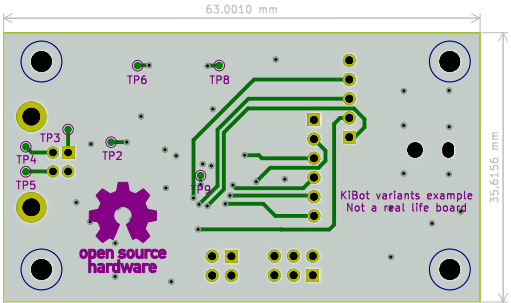 63.0010 mm
TP6
TP8
TP3
TP2
TP4
TP5
TP9
35.6156 mm
KiBot variants example
Not a real life board
open source
hardware